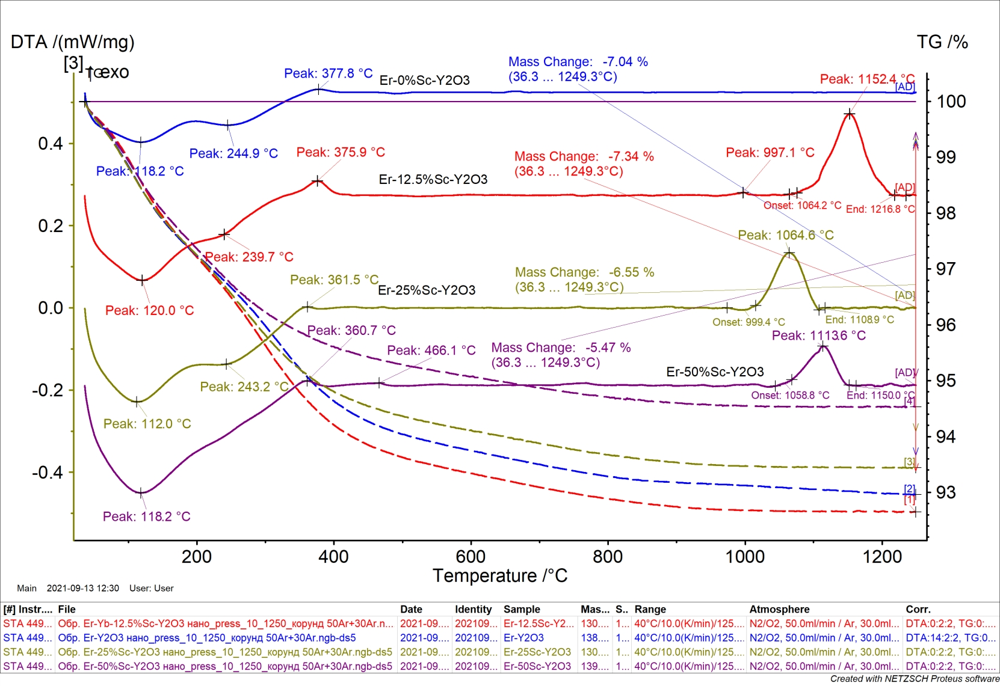 DTA /(mW/mg)
TG /%
[3]
↑ exo
Peak: 377.8 °C
Er-0%Sc-Y2O3
Mass Change: -7.04 %
(36.3 ... 1249.3°C)
Peak: 1152.4 °C
[AD]
100
Peak: 118.2 °C
Peak: 244.9 °C
0.4
Peak: 375.9 °C
Er-12.5%Sc-Y2O3
Mass Change: -7.34 %
(36.3 ... 1249.3°C)
Peak: 997.1 °C
99
[AD]
Onset: 1064.2 °C
End: 1216.8 °C
98
0.2
Peak: 1064.6 °C
Peak: 239.7 °C
97
Peak: 361.5 °C
Er-25%Sc-Y2O3
Mass Change: -6.55 %
(36.3 ... 1249.3°C)
[AD]
Peak: 120.0 °C
0.0
Onset: 999.4 °C
End: 1108.9 °C
96
Peak: 360.7 °C
Peak: 1113.6 °C
Peak: 466.1 °C
Mass Change: -5.47 %
(36.3 ... 1249.3°C)
Er-50%Sc-Y2O3
[AD]
95
-0.2
Peak: 243.2 °C
Onset: 1058.8 °C
End: 1150.0 °C
[4]
Peak: 112.0 °C
94
[3]
-0.4
[2]
93
[1]
Peak: 118.2 °C
200 400 600 800 1000 1200
Temperature /°C
Main 2021-09-13 12:30 User: User
[#] Instr.... File Date Identity Sample Mas... S.. Range Atmosphere Corr.
STA 449... Обр. Er-Yb-12.5%Sc-Y2O3 нано_press_10_1250_корунд 50Ar+30Ar.n... 2021-09.... 202109... Er-12.5Sc-Y2... 130.... 1... 40°C/10.0(K/min)/125.... N2/O2, 50.0ml/min / Ar, 30.0ml... DTA:0:2:2, TG:0:....
STA 449... Обр. Er-Y2O3 нано_press_10_1250_корунд 50Ar+30Ar.ngb-ds5 2021-09.... 202109... Er-Y2O3 138.... 1... 40°C/10.0(K/min)/125.... N2/O2, 50.0ml/min / Ar, 30.0ml... DTA:14:2:2, TG:0...
STA 449... Обр. Er-25%Sc-Y2O3 нано_press_10_1250_корунд 50Ar+30Ar.ngb-ds5 2021-09.... 202109... Er-25Sc-Y2O3 130.... 1... 40°C/10.0(K/min)/125.... N2/O2, 50.0ml/min / Ar, 30.0ml... DTA:0:2:2, TG:0:....
STA 449... Обр. Er-50%Sc-Y2O3 нано_press_10_1250_корунд 50Ar+30Ar.ngb-ds5 2021-09.... 202109... Er-50Sc-Y2O3 139.... 1... 40°C/10.0(K/min)/125.... N2/O2, 50.0ml/min / Ar, 30.0ml... DTA:0:2:2, TG:0:....
Created with NETZSCH Proteus software